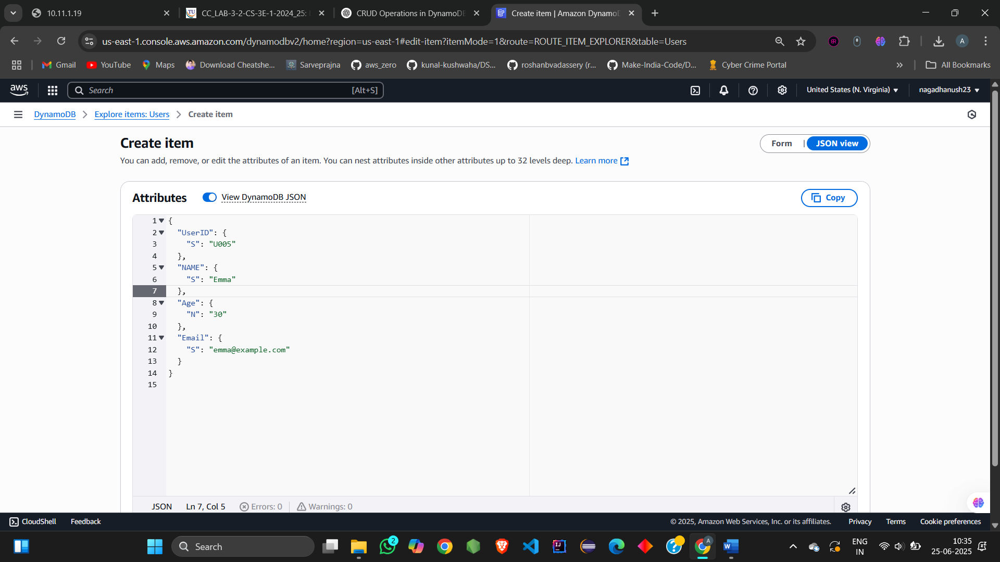 10.11.1.19
CC_LAB-3-2-CS-3E-1-2024_25:
CRUD Operations in DynamoDB
Create item | Amazon Dynamo
us-east-1.console.aws.amazon.com/dynamodbv2/home?region=us-east-1#edit-item?itemMode=1&route=ROUTE_ITEM_EXPLORER&table=Users
A
Gmail
YouTube
Maps
Download Cheatshe...
Sarveprajna
aws_zero
kunal-kushwaha/DS...
roshanbvadassery (r...
Make-India-Code/D...
Cyber Crime Portal
All Bookmarks
aws
Search
[Alt+S]
United States (N. Virginia)
nagadhanush23
DynamoDB
Explore items: Users
Create item
Create item
Form
JSON view
You can add, remove, or edit the attributes of an item. You can nest attributes inside other attributes up to 32 levels deep. Learn more
Attributes
View DynamoDB JSON
Copy
1 {
2 "UserID": {
3 "S": "U005"
4 },
5 "NAME": {
6 "S": "Emma"
7 },
8 "Age": {
9 "N": "30"
10 },
11 "Email": {
12 "S": "emma@example.com"
13 }
14 }
15
JSON
Ln 7, Col 5
Errors: 0
Warnings: 0
CloudShell
Feedback
© 2025, Amazon Web Services, Inc. or its affiliates.
Privacy
Terms
Cookie preferences
Search
2
ENG
IN
10:35
25-06-2025